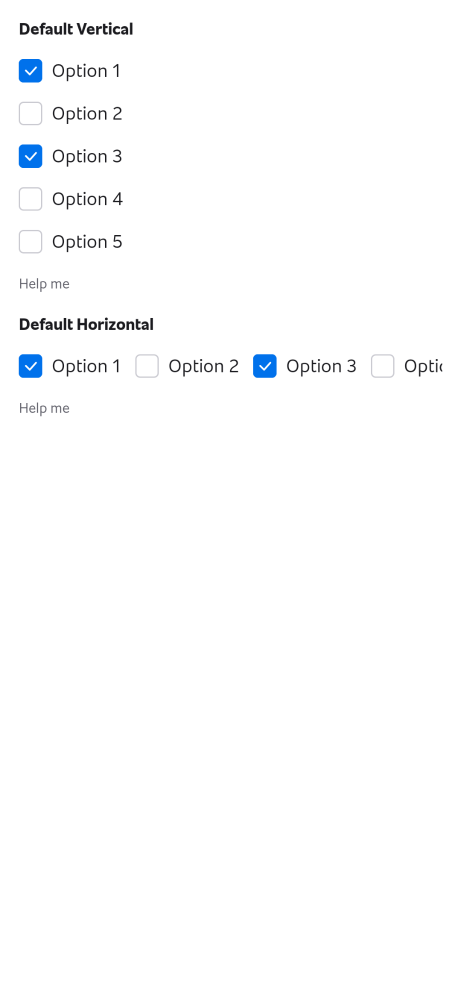 Default Vertical
Option 1
Option 2
Option 3
Option 4
Option 5
Help me
Default Horizontal
Option 1 Option 2 Option 3
Help me